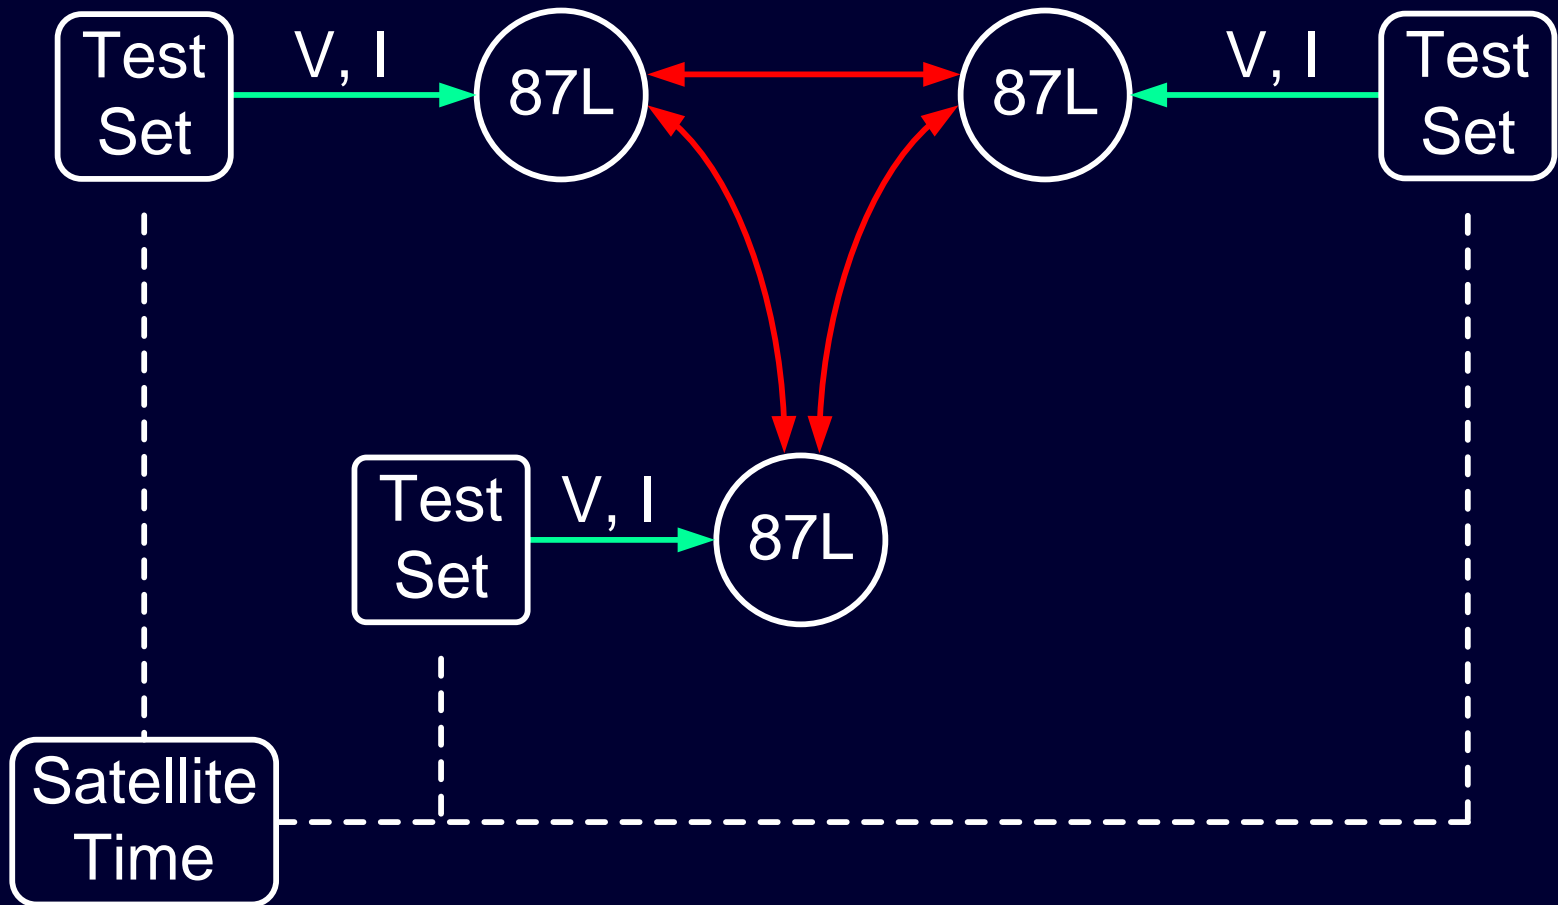 Test
Set
V, I
87L
87L
V, I
Test
Set
Test
Set
V, I
87L
Satellite
Time